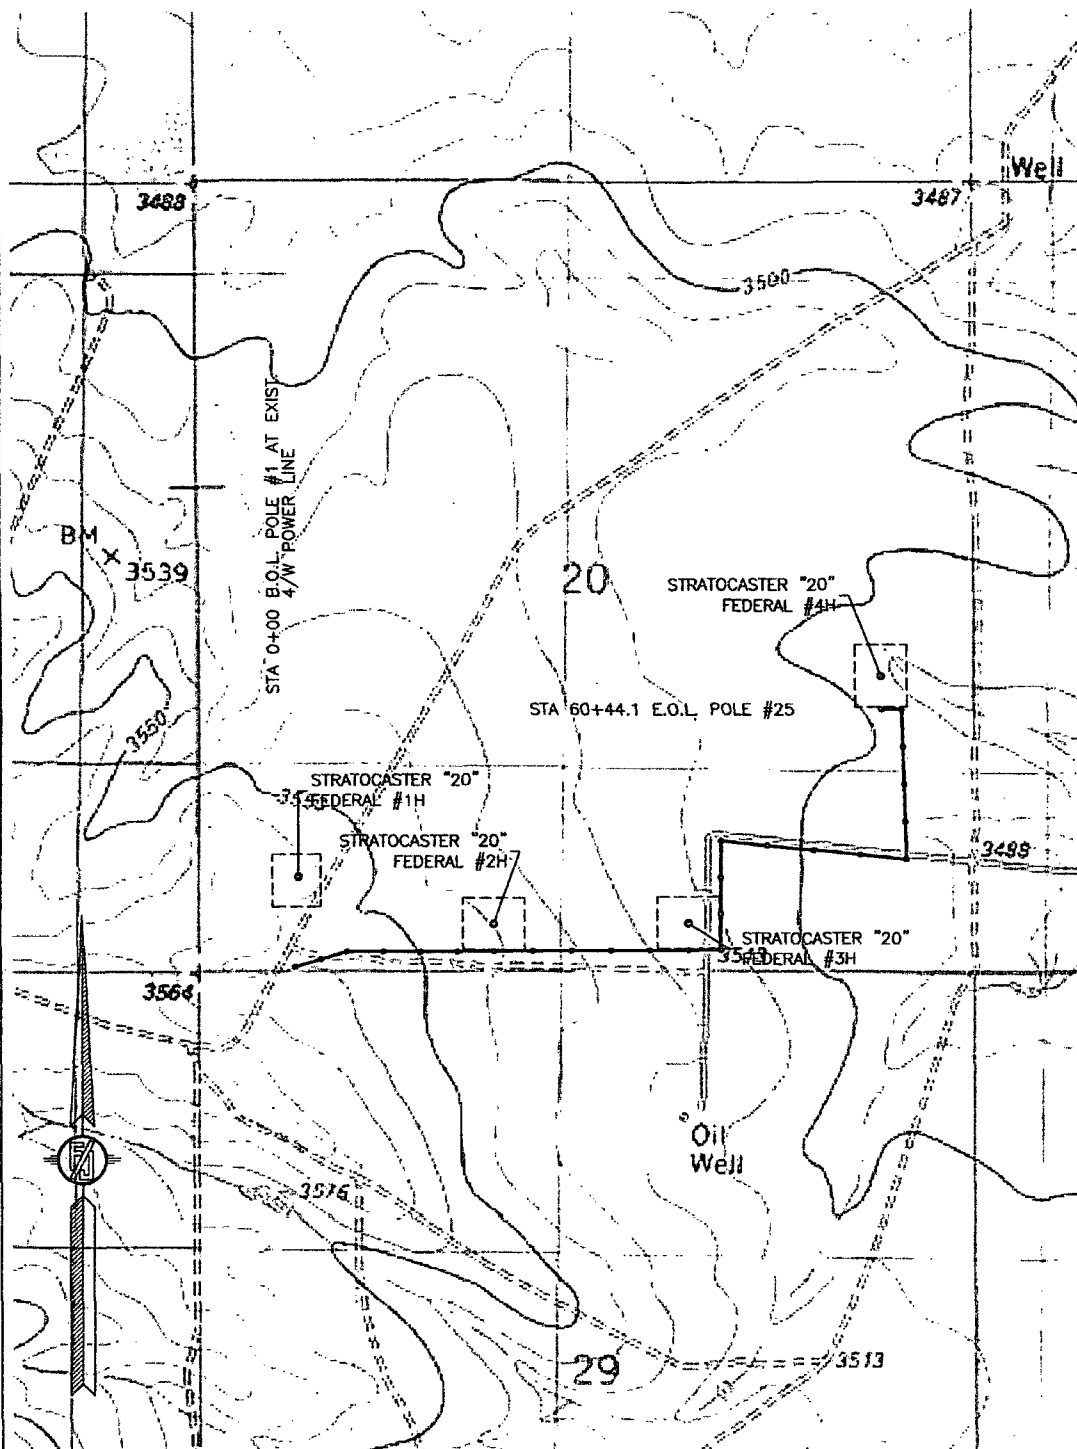 Well
3488
3487
3500
STA 0+00 B.O.L. POLE #1 AT EXIST.
4/W POWER LINE
BM
3539
20
STRATOCASTER "20"
FEDERAL #4H
STA 60+44.1 E.O.L. POLE #25
3550
STRATOCASTER "20"
FEDERAL #1H
STRATOCASTER "20"
FEDERAL #2H
3498
STRATOCASTER "20"
FEDERAL #3H
3564
Oil
Well
3576
3513
29